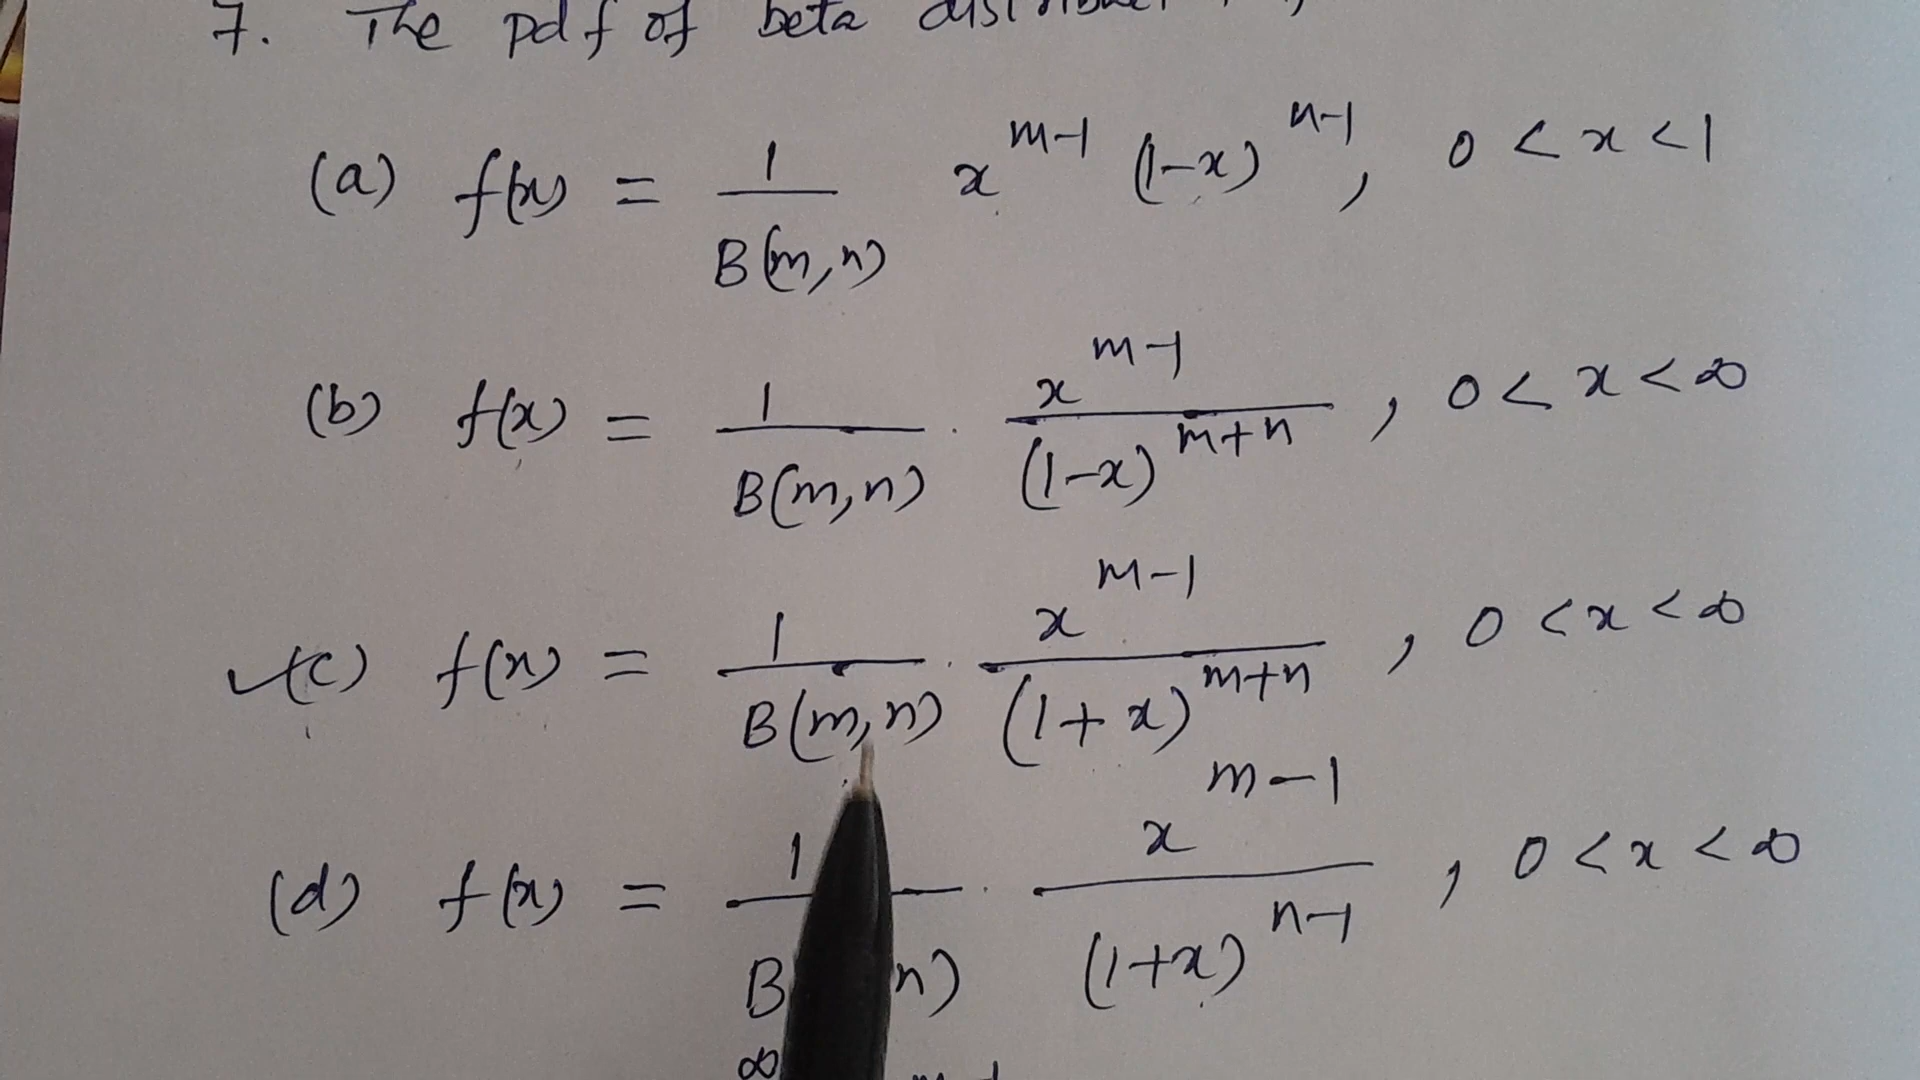 7. The pdf of beta
(a) f(x) = 1/B(m,n) x^(m-1) (1-x)^(n-1), 0 < x < 1
(b) f(x) = 1/B(m,n) . x^(m-1)/(1-x)^(m+n), 0 < x < ∞
✓(c) f(x) = 1/B(m,n) . x^(m-1)/(1+x)^(m+n), 0 < x < ∞
(d) f(x) = 1/B n) . x^(m-1)/(1+x)^(n-1), 0 < x < ∞
∞